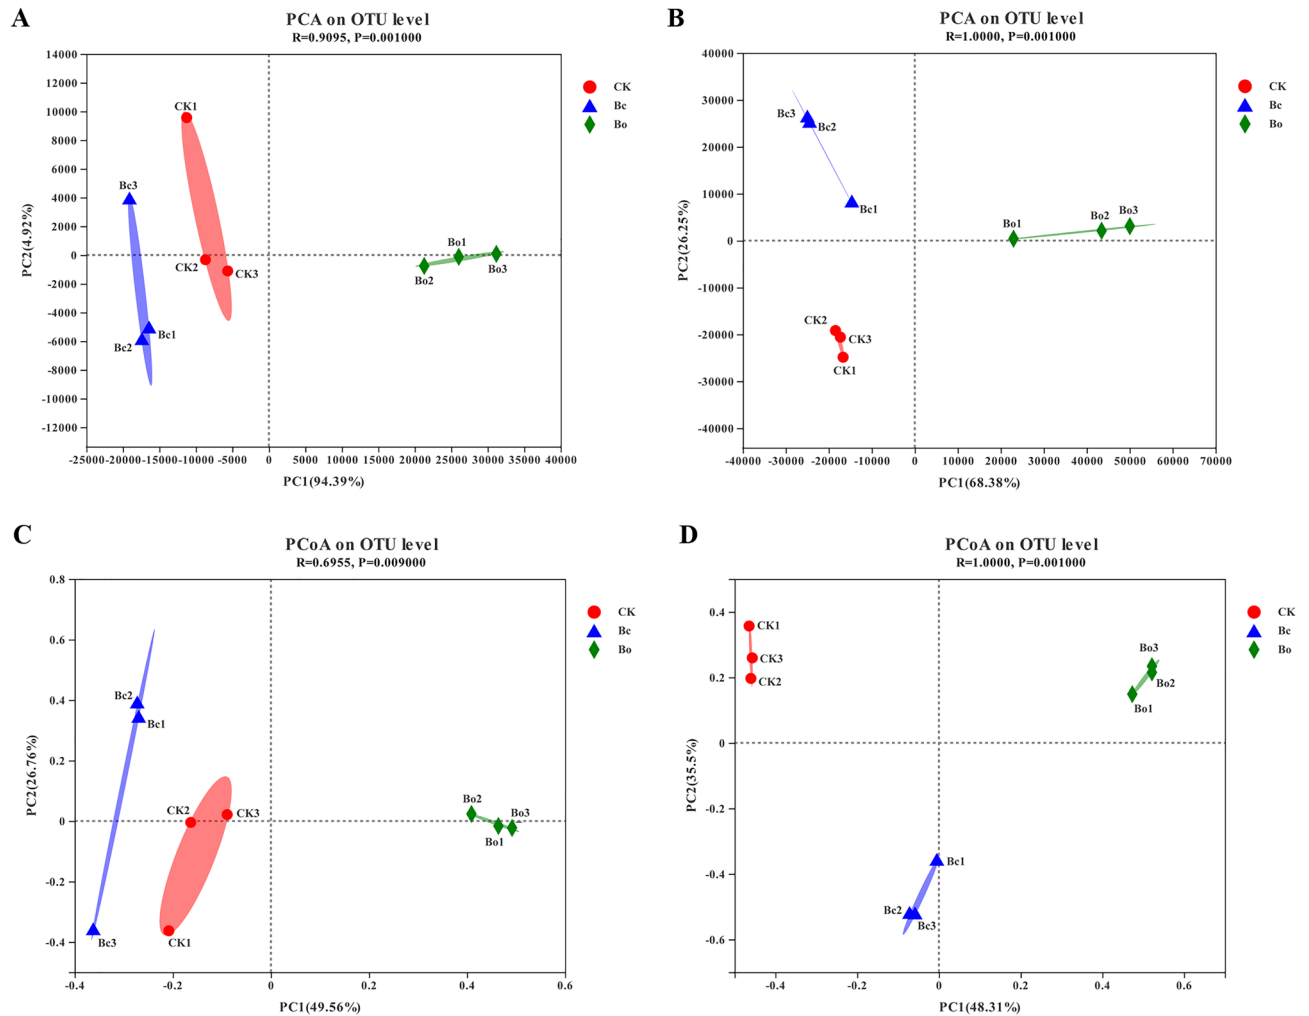 A
PCA on OTU level
R=0.9095, P=0.001000
14000
12000
10000
8000
6000
4000
2000
0
-2000
-4000
-6000
-8000
-10000
-12000
PC2(4.92%)
CK1
Bc3
CK2
CK3
Bc1
Bc2
Bo1
Bo2
Bo3
-25000 -20000 -15000 -10000 -5000 0 5000 10000 15000 20000 25000 30000 35000 40000
PC1(94.39%)
CK
Bc
Bo
B
PCA on OTU level
R=1.0000, P=0.001000
40000
30000
20000
10000
0
-10000
-20000
-30000
-40000
PC2(26.25%)
Bc3
Bc2
Bc1
Bo1
Bo2
Bo3
CK2
CK3
CK1
-40000 -30000 -20000 -10000 0 10000 20000 30000 40000 50000 60000 70000
PC1(68.38%)
CK
Bc
Bo
C
PCoA on OTU level
R=0.6955, P=0.009000
0.8
0.6
0.4
0.2
0
-0.2
-0.4
PC2(26.76%)
Bc2
Bc1
CK2
CK3
Bo2
Bo3
Bo1
Bc3
CK1
-0.4 -0.2 0 0.2 0.4 0.6
PC1(49.56%)
CK
Bc
Bo
D
PCoA on OTU level
R=1.0000, P=0.001000
0.4
0.2
0
-0.2
-0.4
-0.6
PC2(35.5%)
CK1
CK3
CK2
Bo3
Bo2
Bo1
Bc1
Bc2
Bc3
-0.4 -0.2 0 0.2 0.4 0.6
PC1(48.31%)
CK
Bc
Bo